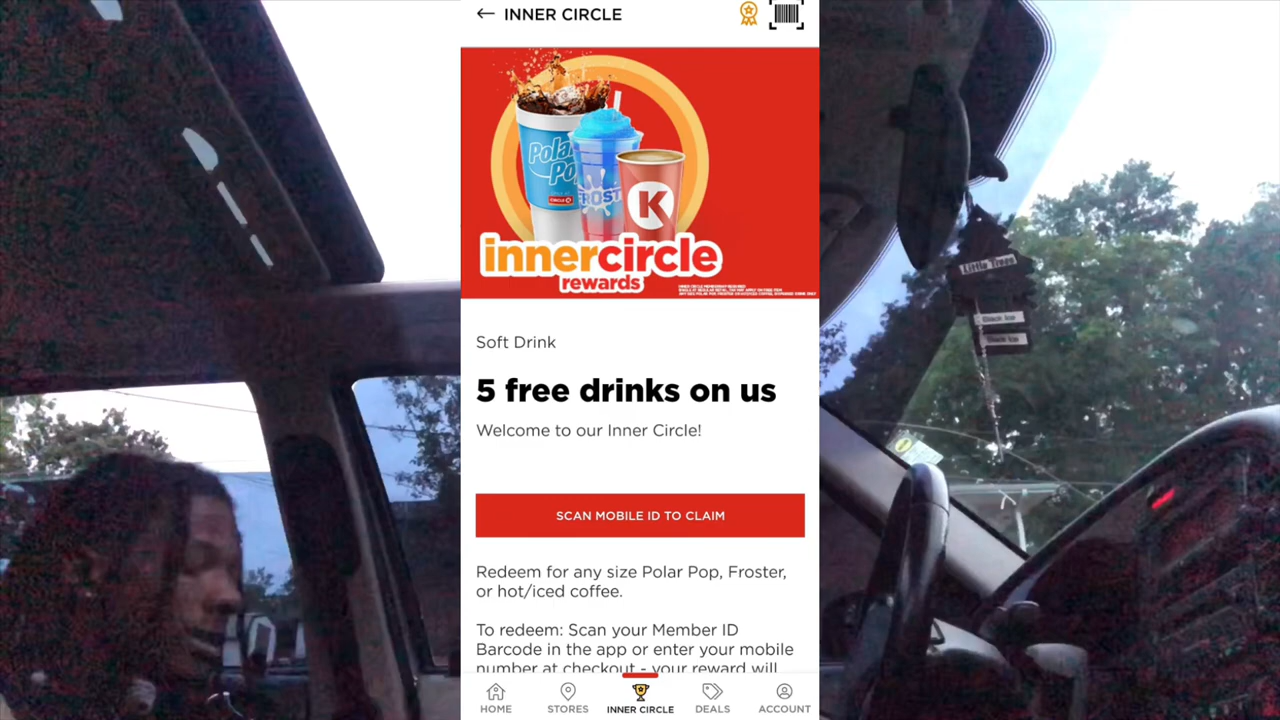 INNER CIRCLE
Polar
Pop
CIRCLE K
FROST
K
innercircle
rewards
Soft Drink
5 free drinks on us
Welcome to our Inner Circle!
SCAN MOBILE ID TO CLAIM
Redeem for any size Polar Pop, Froster,
or hot/iced coffee.
To redeem: Scan your Member ID
Barcode in the app or enter your mobile
number at checkout - your reward will
HOME
STORES
INNER CIRCLE
DEALS
ACCOUNT
Little Trees
Black Ice
Black Ice